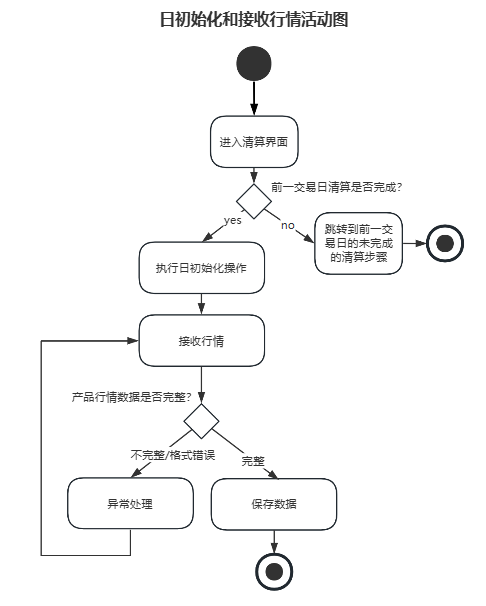 日初始化和接收行情活动图
进入清算界面
前一交易日清算是否完成?
yes
no
跳转到前一交
易日的未完成
的清算步骤
执行日初始化操作
接收行情
产品行情数据是否完整?
不完整/格式错误
完整
异常处理
保存数据